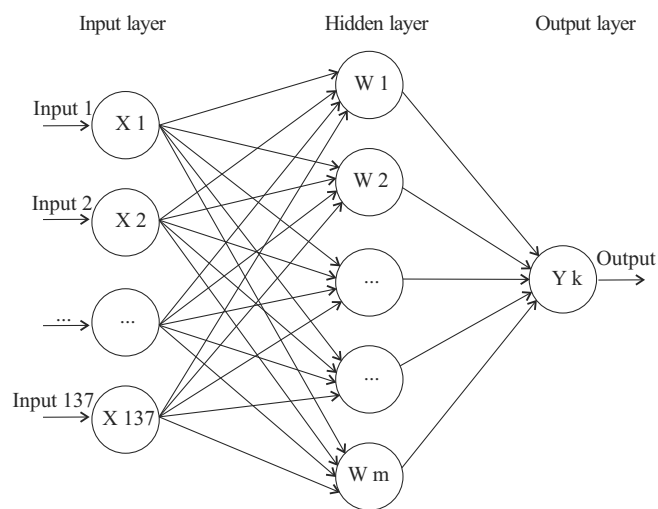 Input layer
Hidden layer
Output layer
Input 1
X 1
Input 2
X 2
...
...
Input 137
X 137
W 1
W 2
...
...
W m
Y k
Output